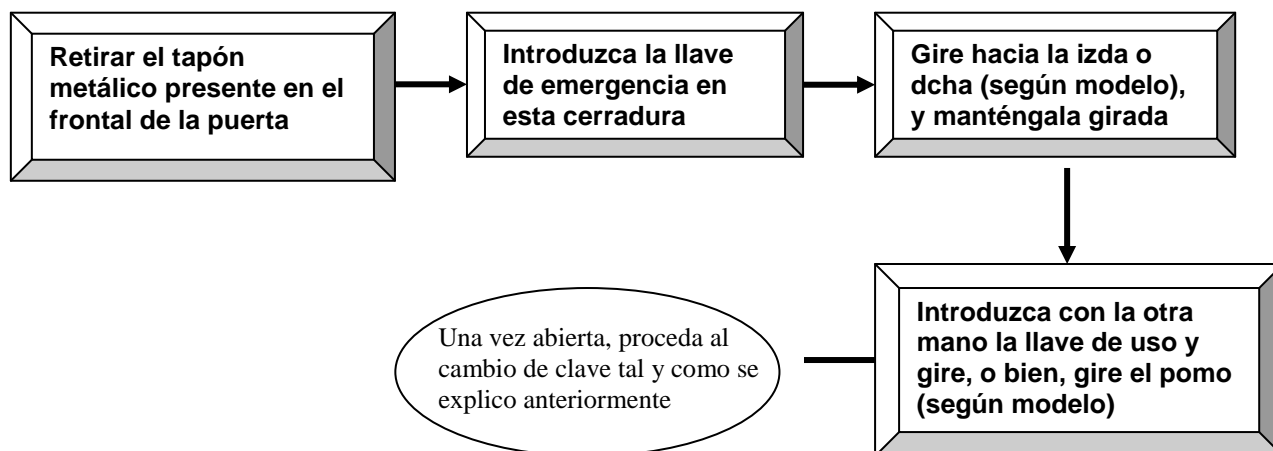 Retirar el tapón
metálico presente en el
frontal de la puerta
Introduzca la llave
de emergencia en
esta cerradura
Gire hacia la izda o
dcha (según modelo),
y manténgala girada
Introduzca con la otra
mano la llave de uso y
gire, o bien, gire el pomo
(según modelo)
Una vez abierta, proceda al
cambio de clave tal y como se
explico anteriormente